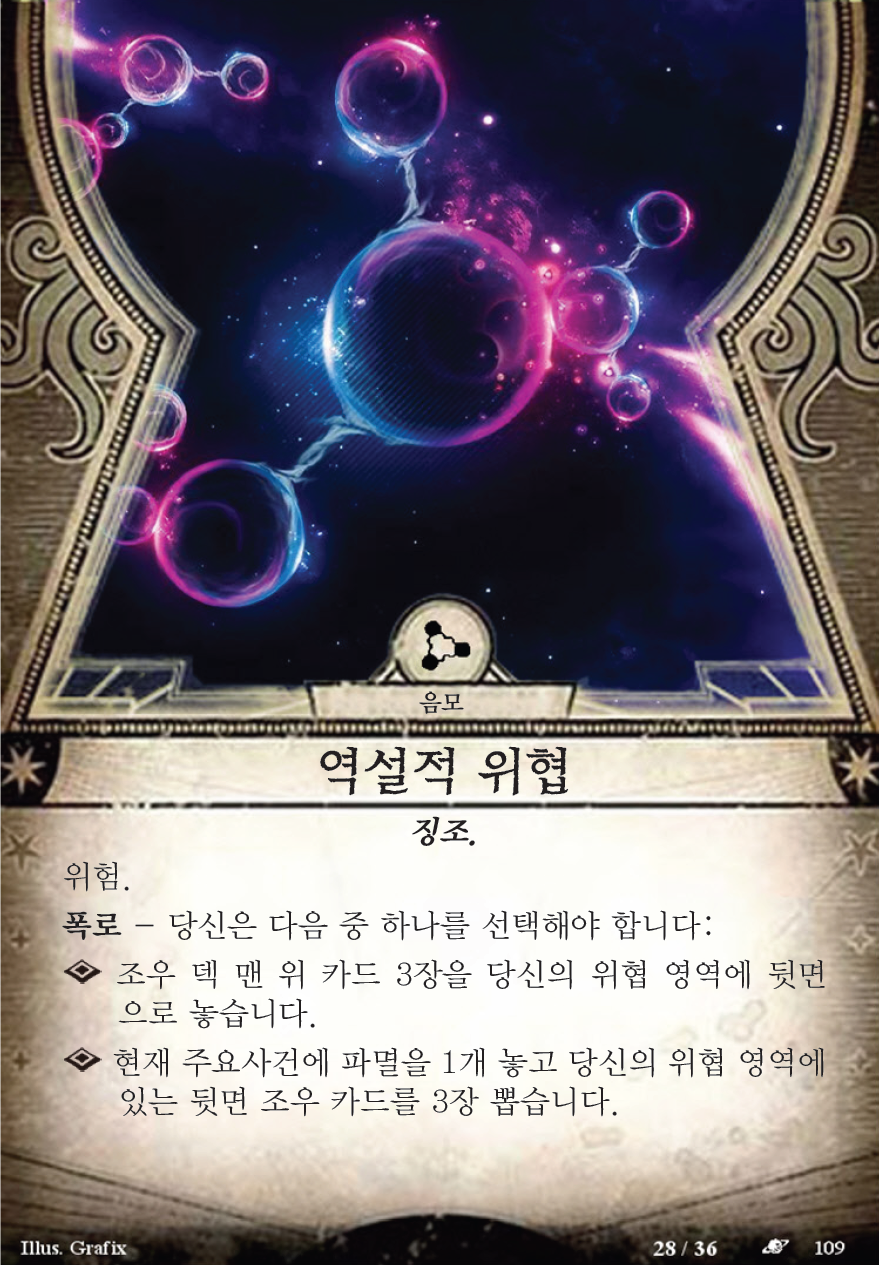 음모
역설적 위협
징조.
위험.
폭로 – 당신은 다음 중 하나를 선택해야 합니다:
조우 덱 맨 위 카드 3장을 당신의 위협 영역에 뒷면
으로 놓습니다.
현재 주요사건에 파멸을 1개 놓고 당신의 위협 영역에
있는 뒷면 조우 카드를 3장 뽑습니다.
Illus. Grafix 28 / 36 109